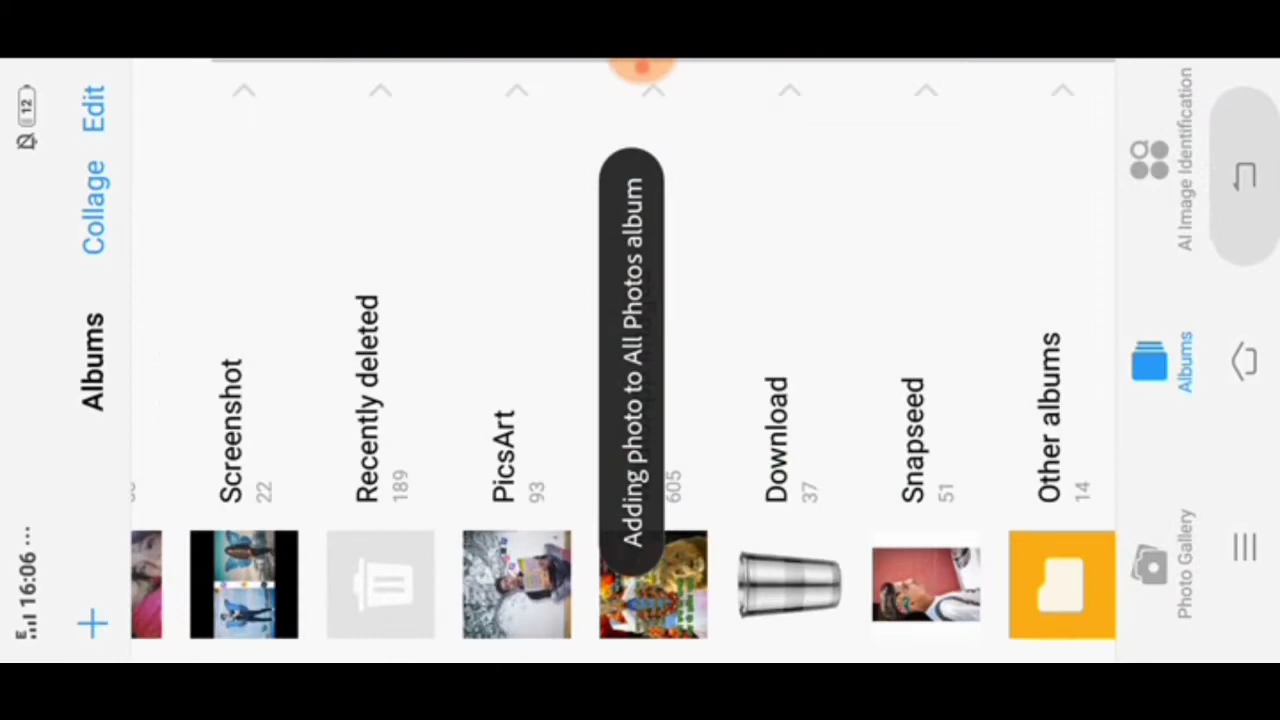 E 16:06 ... 12
Albums
Collage Edit
Screenshot
22
Recently deleted
189
PicsArt
93
Adding photo to All Photos album
605
Download
37
Snapseed
51
Other albums
14
Photo Gallery
Albums
AI Image Identification